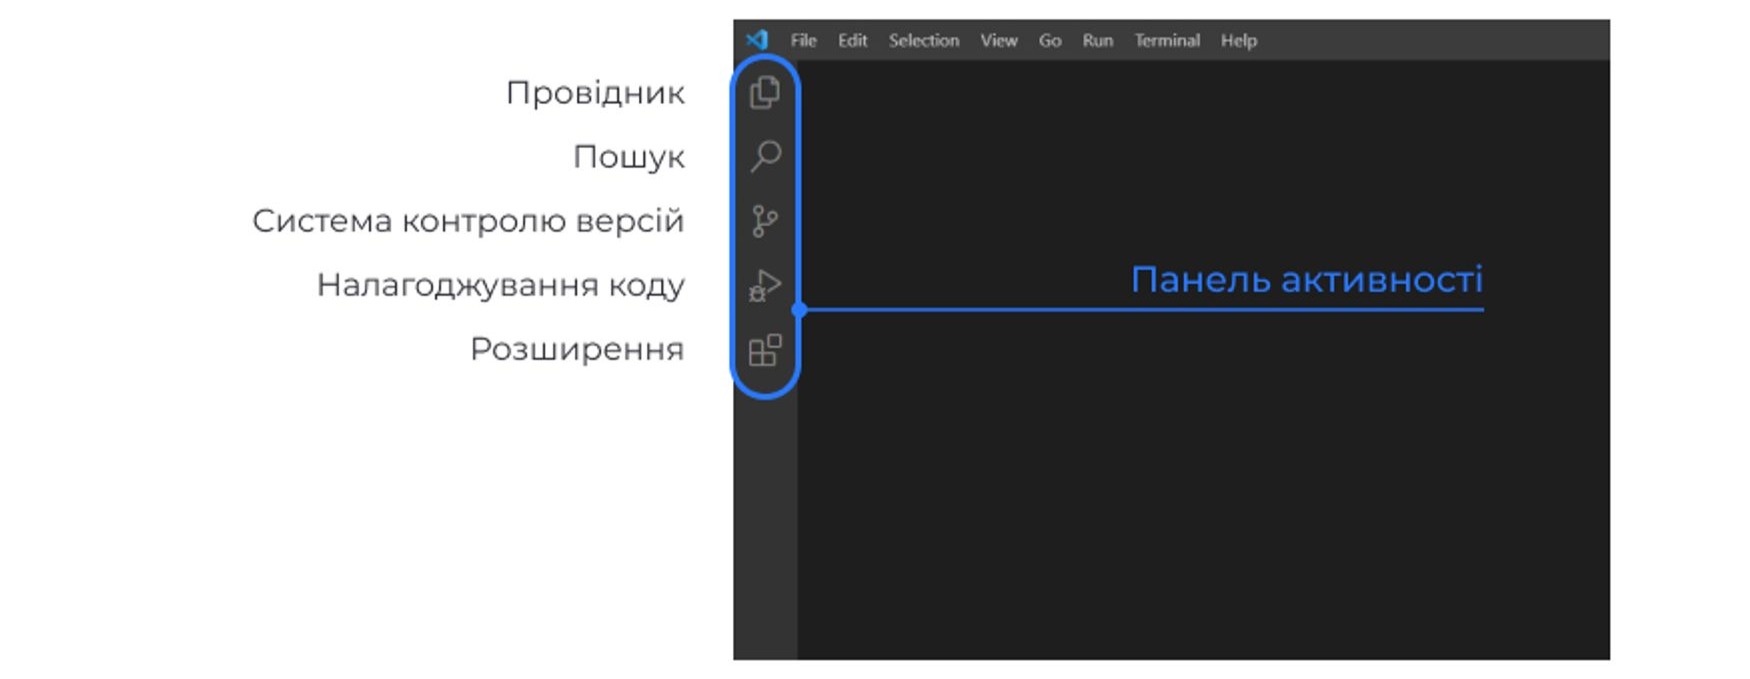 File Edit Selection View Go Run Terminal Help
Провідник
Пошук
Система контролю версій
Налагоджування коду
Панель активності
Розширення